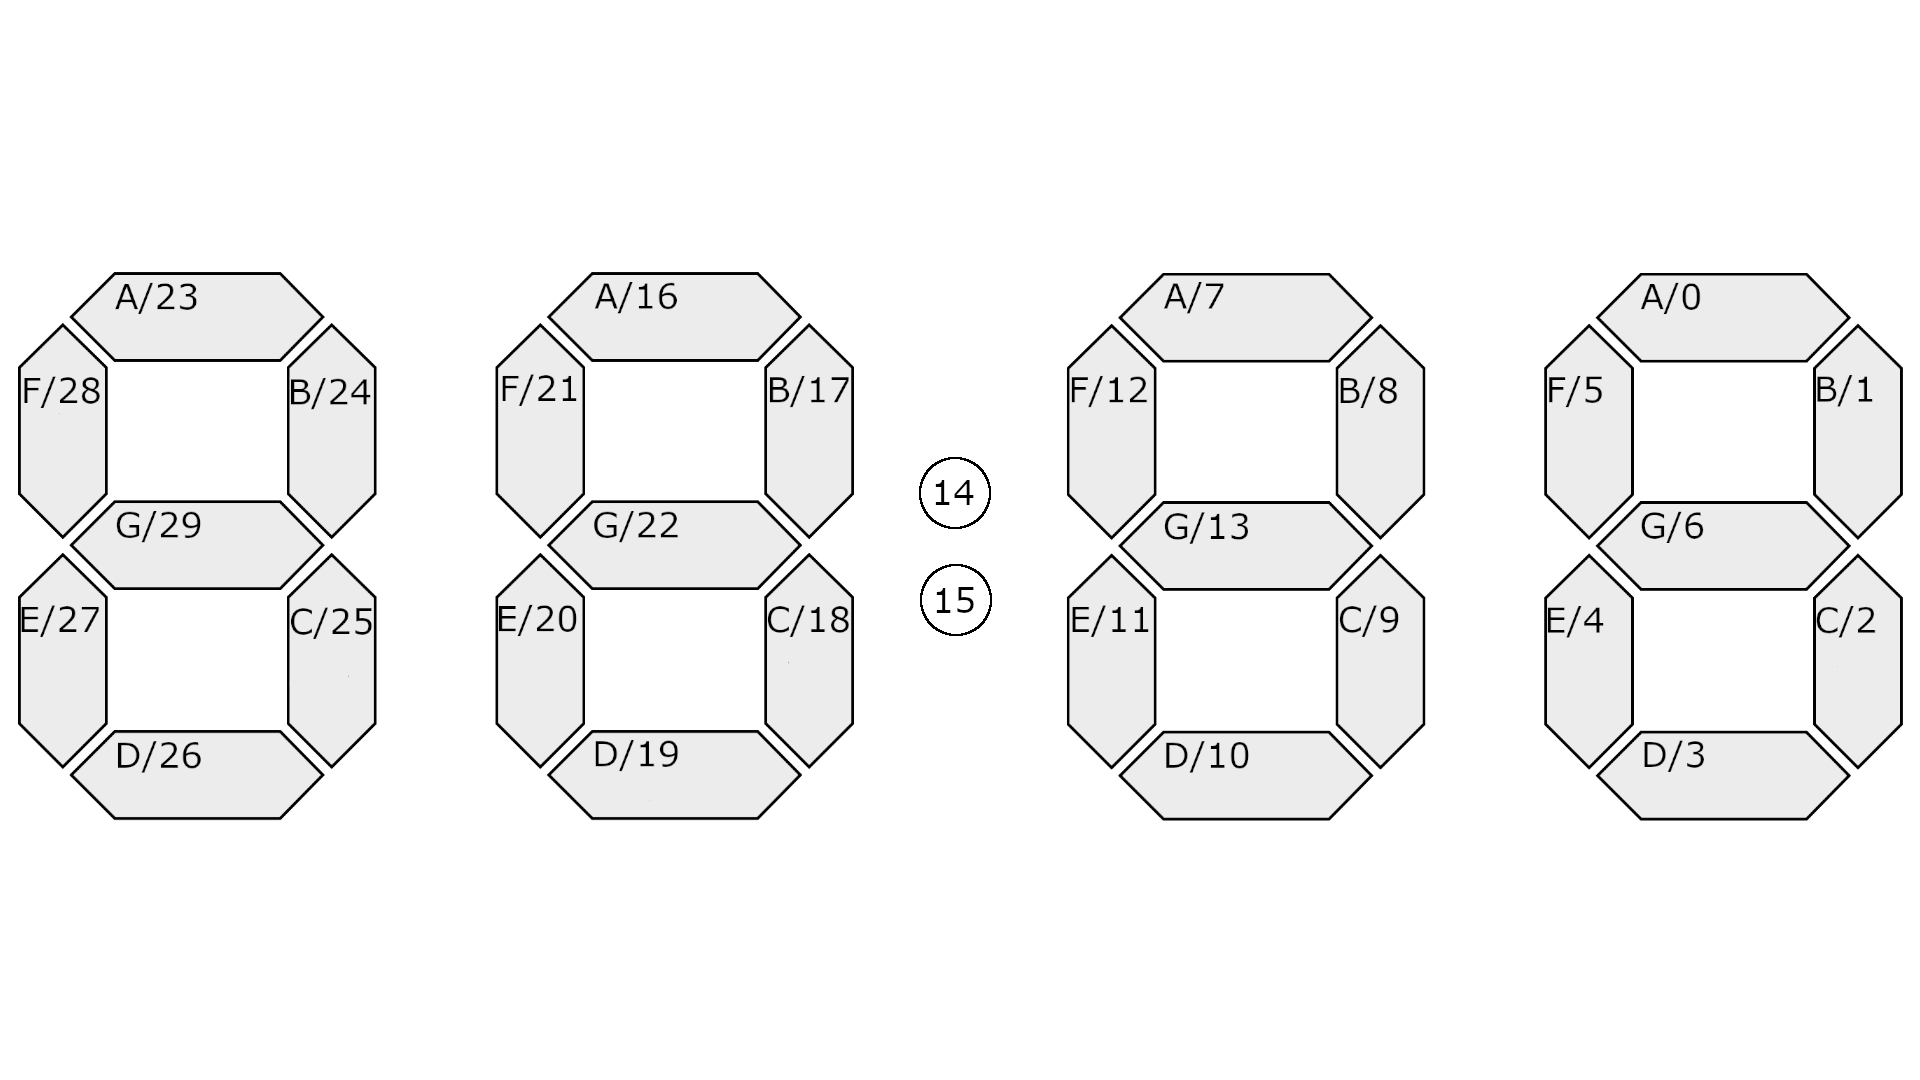 A/23 A/16 A/7 A/0
F/28 B/24 F/21 B/17 F/12 B/8 F/5 B/1
14
G/29 G/22 G/13 G/6
15
E/27 C/25 E/20 C/18 E/11 C/9 E/4 C/2
D/26 D/19 D/10 D/3